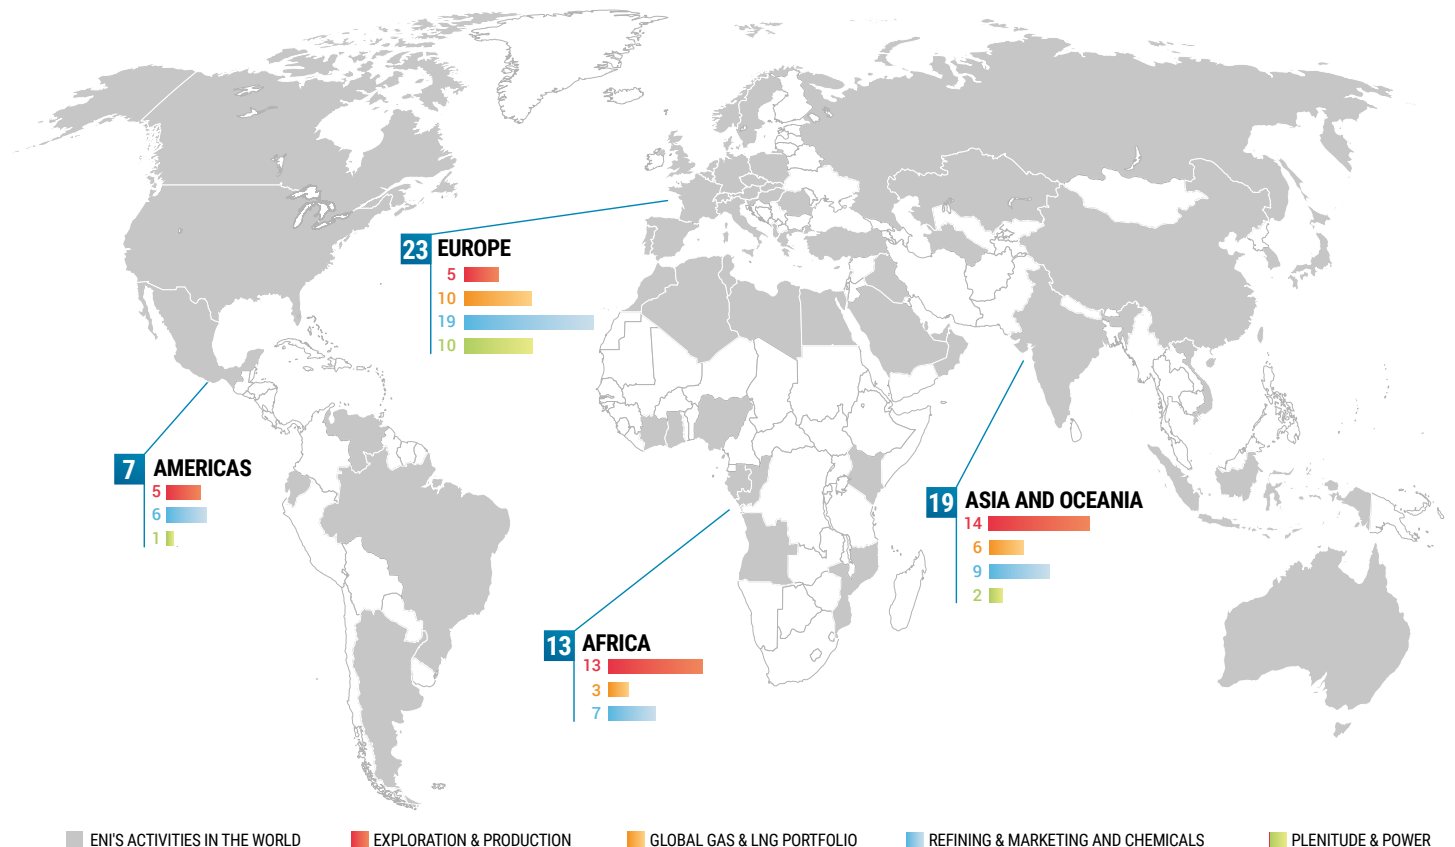 23 EUROPE
5
10
19
10
7 AMERICAS
5
6
1
19 ASIA AND OCEANIA
14
6
9
2
13 AFRICA
13
3
7
ENI'S ACTIVITIES IN THE WORLD
EXPLORATION & PRODUCTION
GLOBAL GAS & LNG PORTFOLIO
REFINING & MARKETING AND CHEMICALS
PLENITUDE & POWER